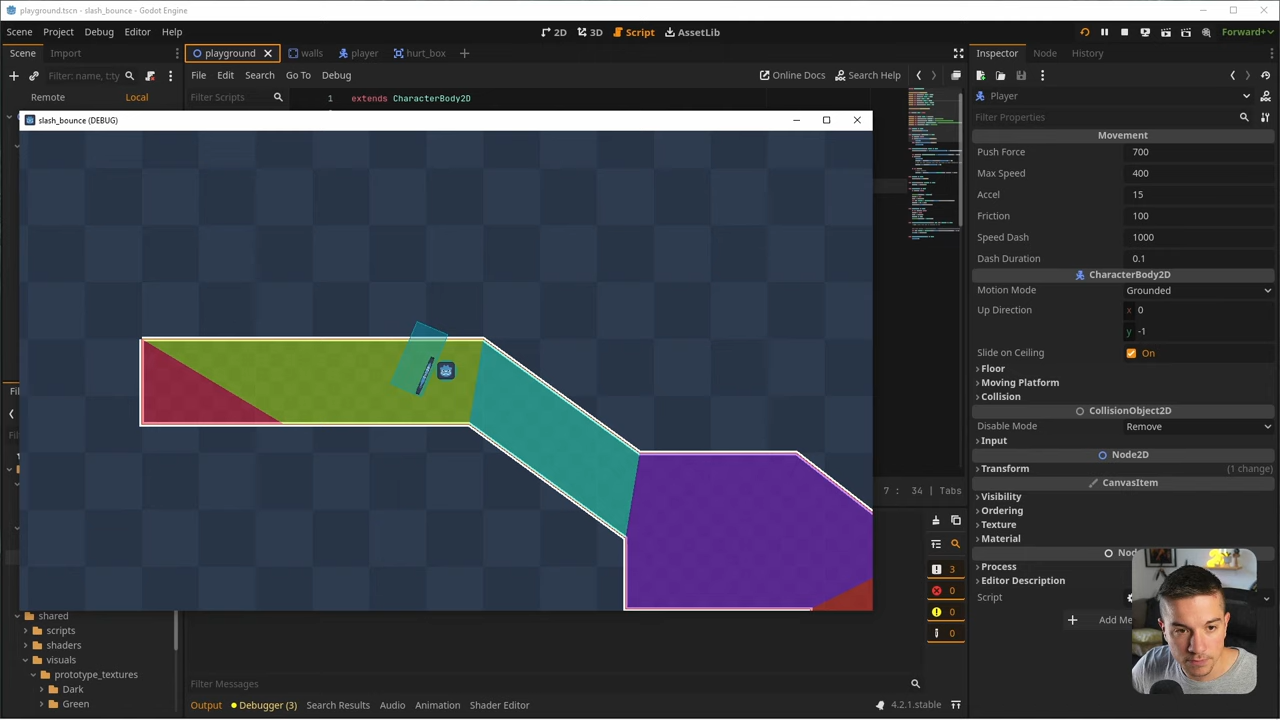 playground.tscn - slash_bounce - Godot Engine
Scene Project Debug Editor Help
2D 3D Script AssetLib
Forward+
Scene Import
playground walls player hurt_box
Inspector Node History
Filter: name, t:ty
File Edit Search Go To Debug
Online Docs Search Help
Remote Local
Filter Scripts
1 extends CharacterBody2D
Player
Filter Properties
slash_bounce (DEBUG)
Movement
Push Force 700
Max Speed 400
Accel 15
Friction 100
Speed Dash 1000
Dash Duration 0.1
CharacterBody2D
Motion Mode Grounded
Up Direction x 0
y -1
Slide on Ceiling On
Floor
Moving Platform
Collision
CollisionObject2D
Disable Mode Remove
Input
Node2D
Transform (1 change)
CanvasItem
Visibility
Ordering
Texture
Material
Process
Editor Description
Script
7 : 34 | Tabs
3
0
0
0
shared
scripts
shaders
visuals
prototype_textures
Dark
Green
Filter Messages
Output Debugger (3) Search Results Audio Animation Shader Editor
4.2.1.stable